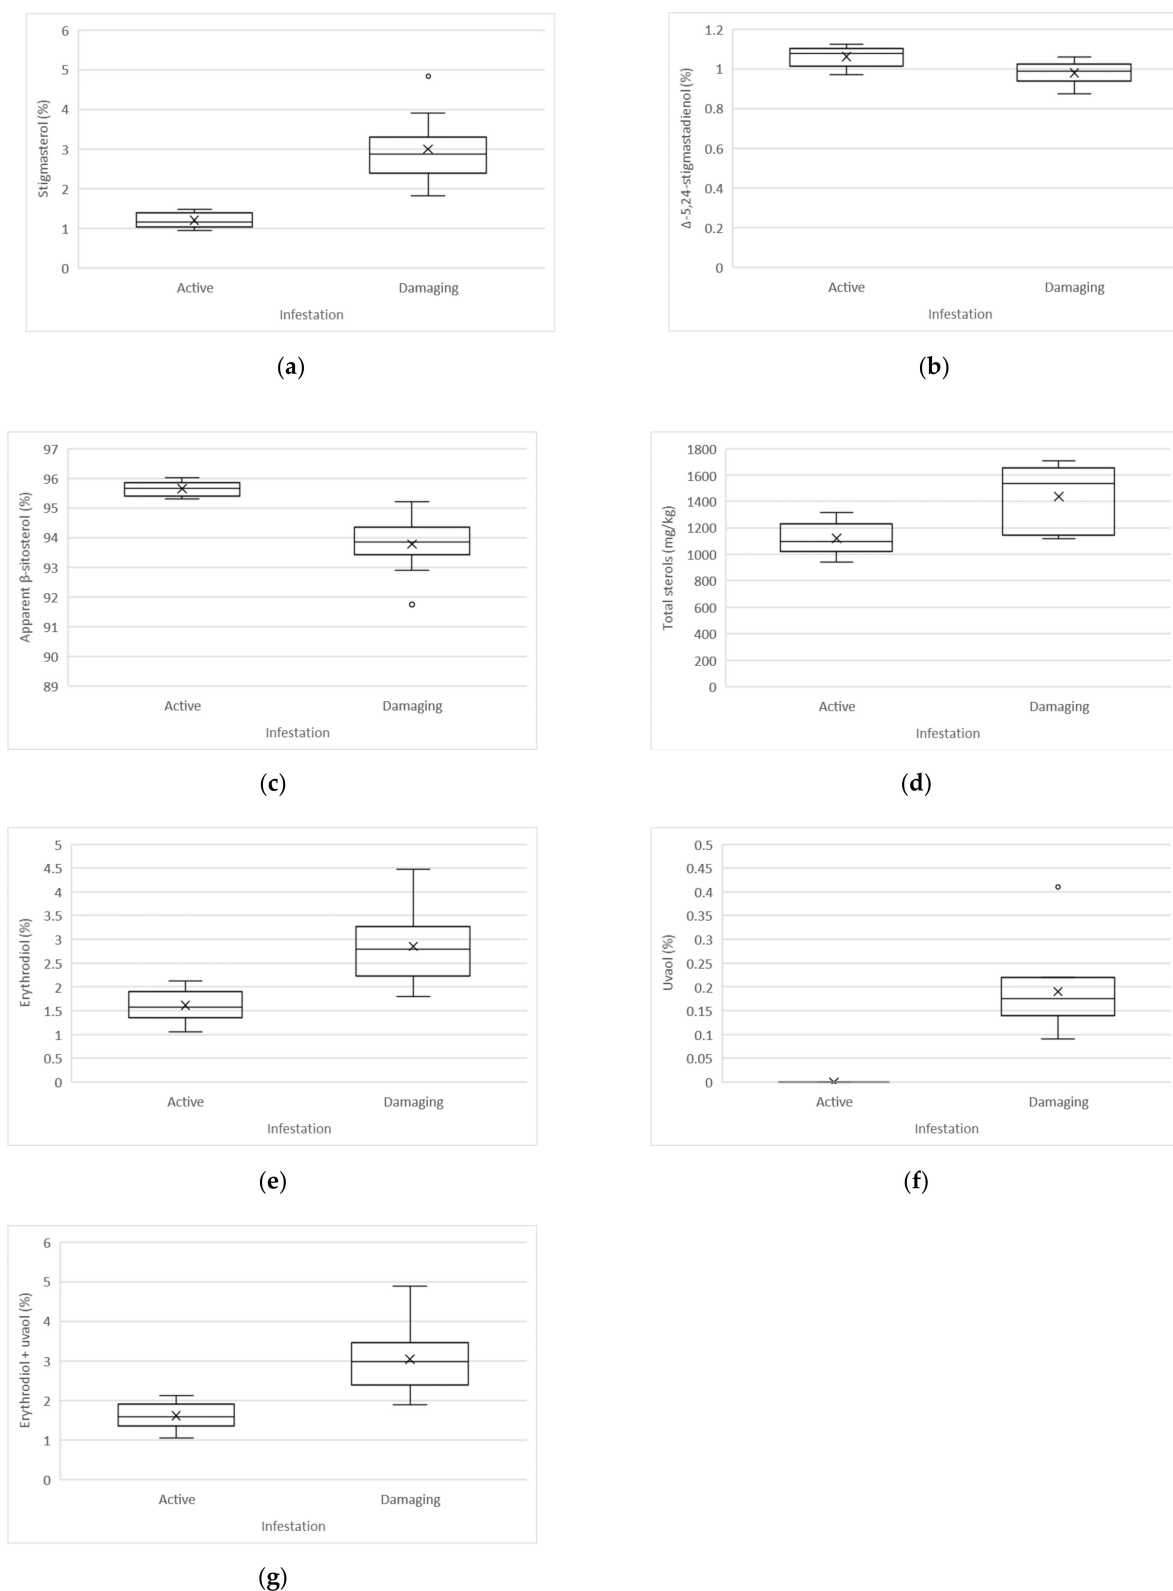 Stigmasterol (%)
6
5
4
3
2
1
0
Active Damaging
Infestation
(a)
Δ-5,24-stigmastadienol (%)
1.2
1
0.8
0.6
0.4
0.2
0
Active Damaging
Infestation
(b)
Apparent β-sitosterol (%)
97
96
95
94
93
92
91
90
89
Active Damaging
Infestation
(c)
Total sterols (mg/kg)
1800
1600
1400
1200
1000
800
600
400
200
0
Active Damaging
Infestation
(d)
Erythrodiol (%)
5
4.5
4
3.5
3
2.5
2
1.5
1
0.5
0
Active Damaging
Infestation
(e)
Uvaol (%)
0.5
0.45
0.4
0.35
0.3
0.25
0.2
0.15
0.1
0.05
0
Active Damaging
Infestation
(f)
Erythrodiol + uvaol (%)
6
5
4
3
2
1
0
Active Damaging
Infestation
(g)